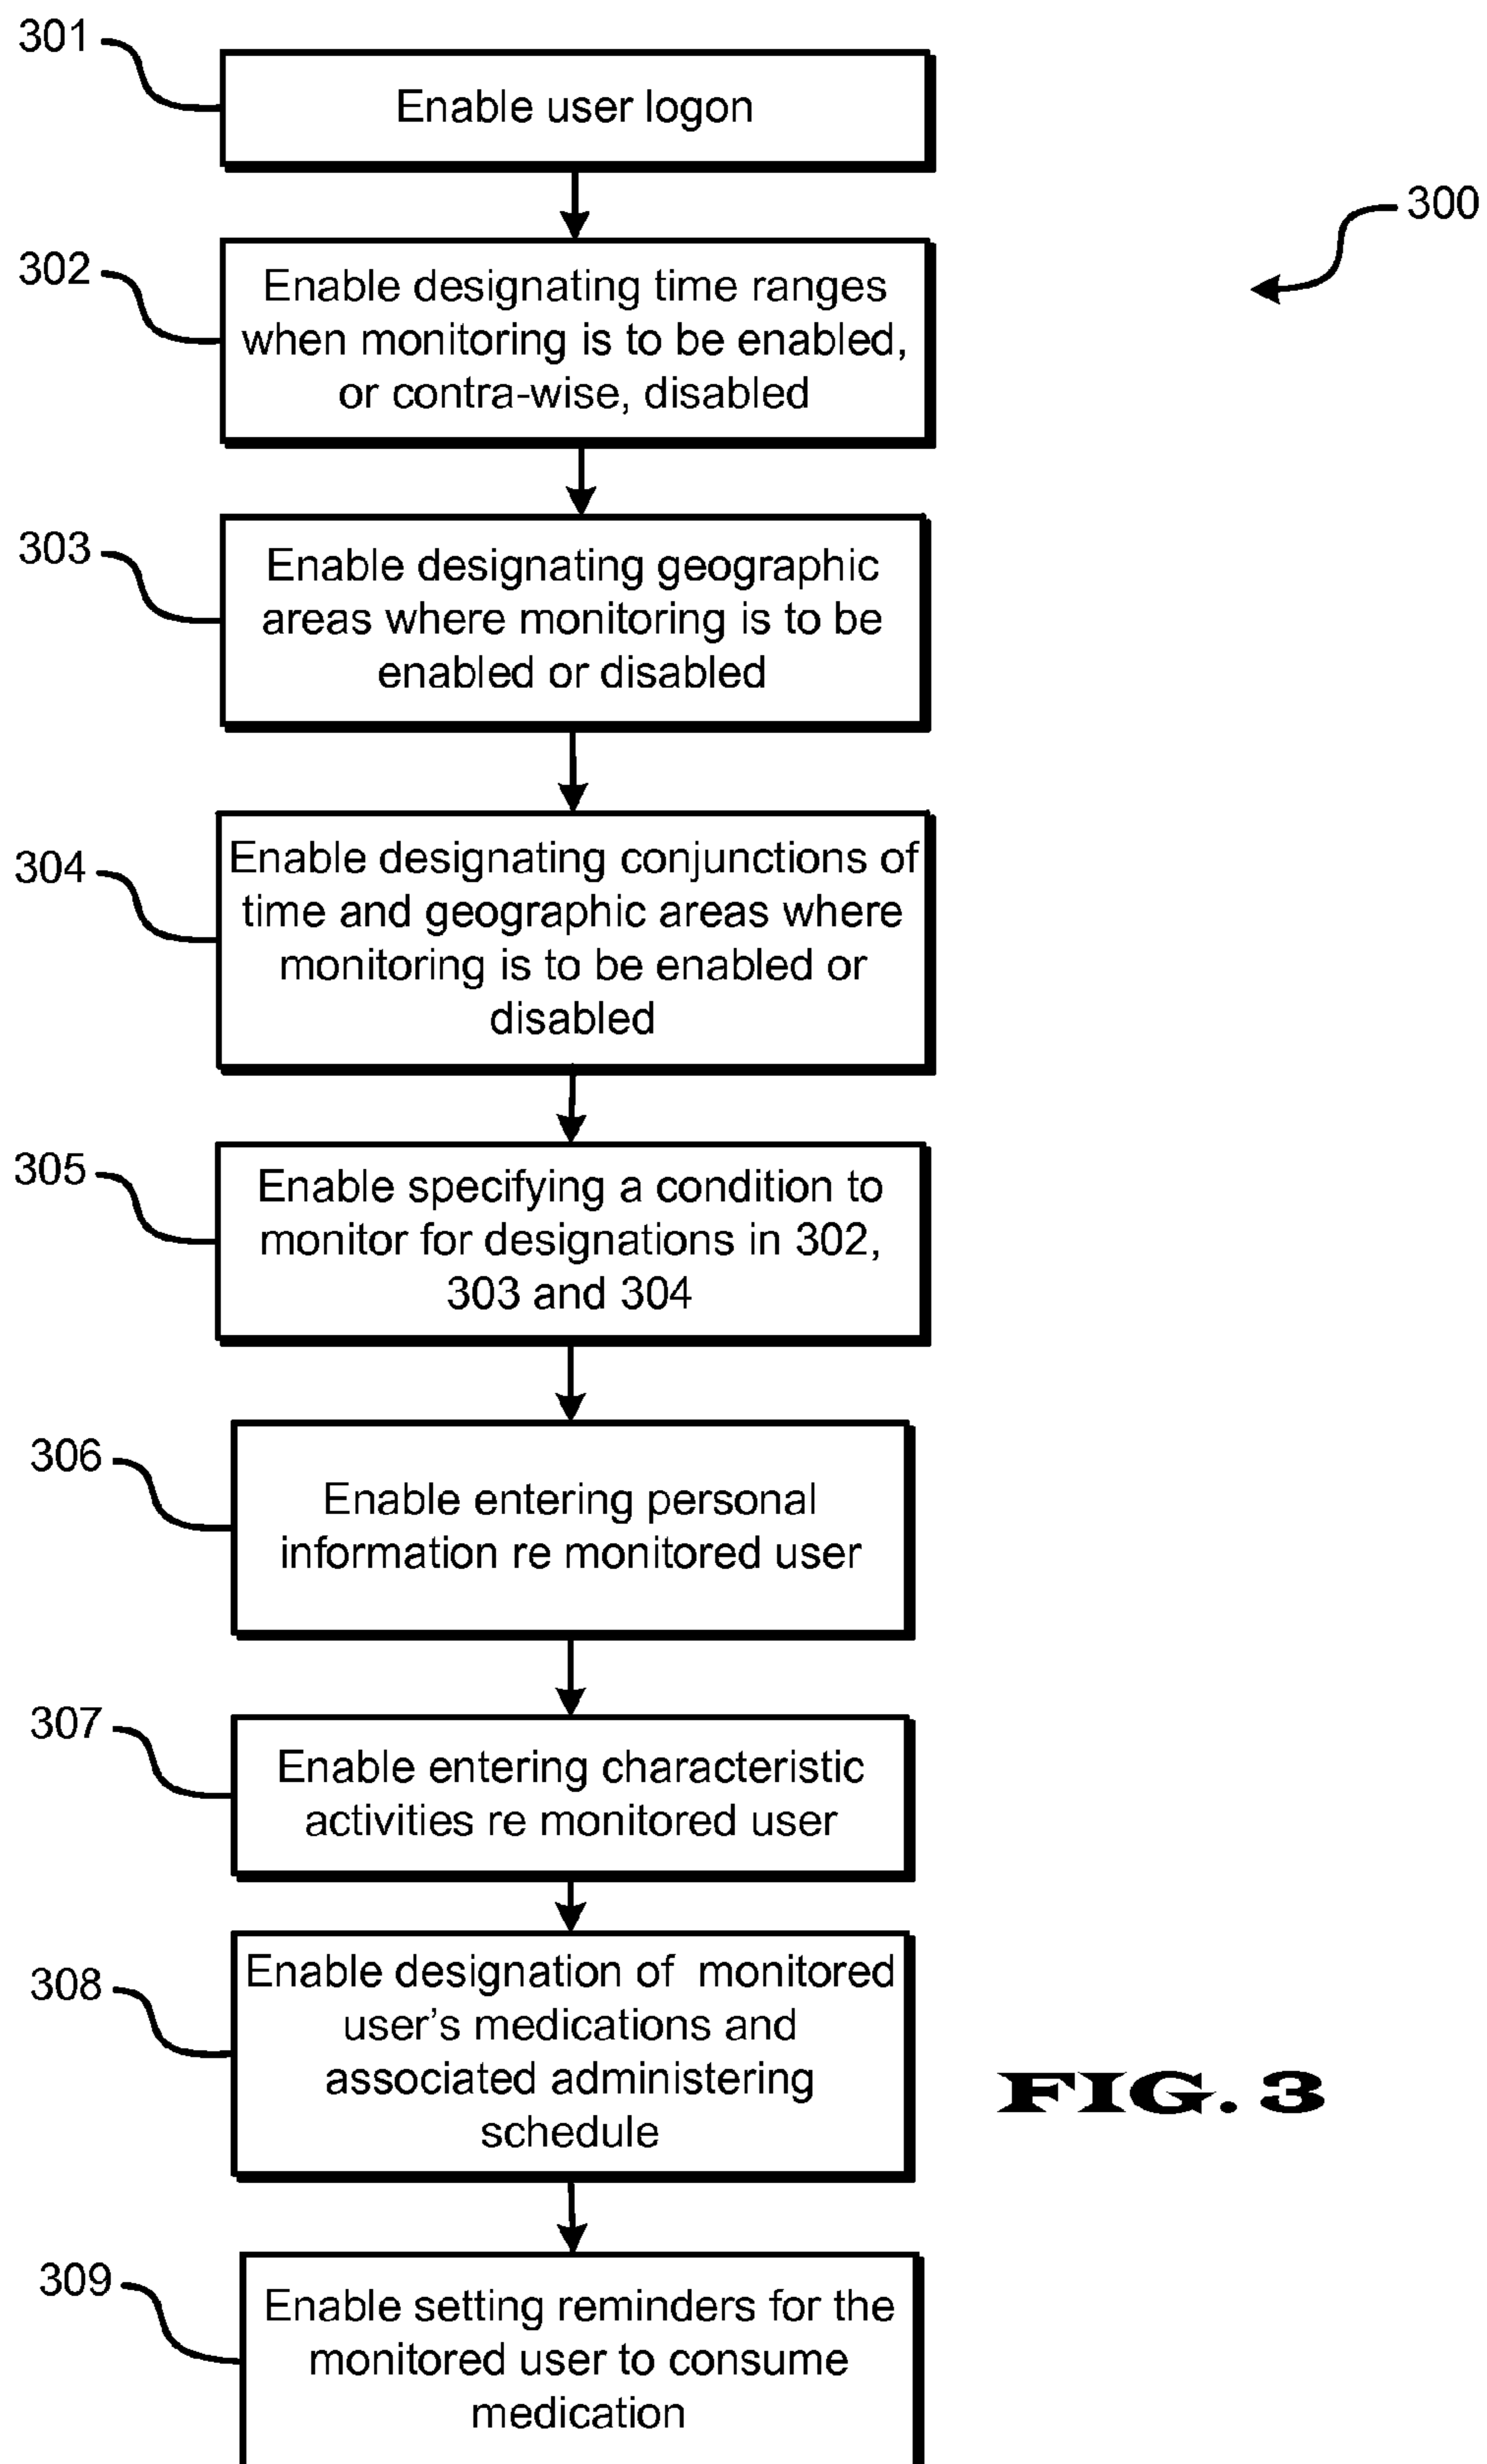 301
Enable user logon
300
302
Enable designating time ranges
when monitoring is to be enabled,
or contra-wise, disabled
303
Enable designating geographic
areas where monitoring is to be
enabled or disabled
304
Enable designating conjunctions of
time and geographic areas where
monitoring is to be enabled or
disabled
305
Enable specifying a condition to
monitor for designations in 302,
303 and 304
306
Enable entering personal
information re monitored user
307
Enable entering characteristic
activities re monitored user
308
Enable designation of monitored
user's medications and
associated administering
schedule
FIG. 3
309
Enable setting reminders for the
monitored user to consume
medication